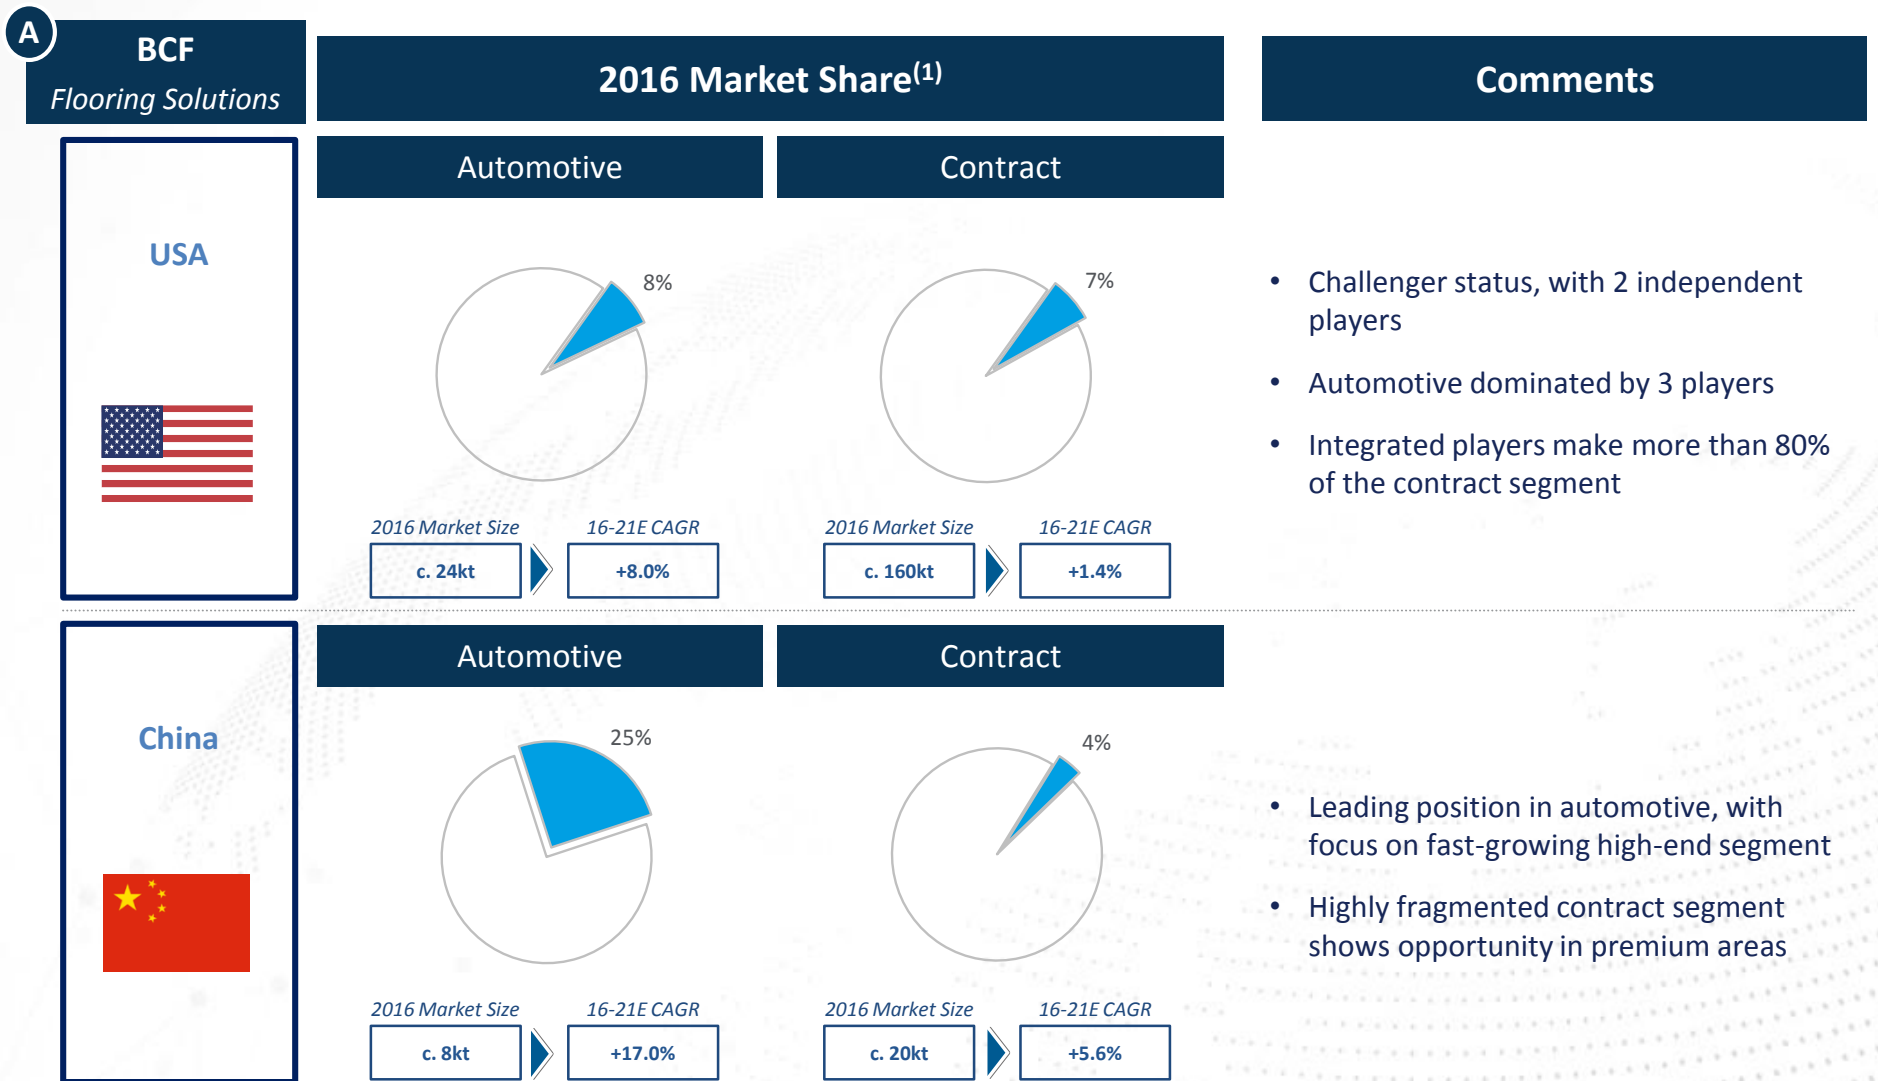 A
BCF
Flooring Solutions
2016 Market Share(1)
Comments
USA
Automotive
Contract
8%
7%
2016 Market Size
16-21E CAGR
c. 24kt
+8.0%
2016 Market Size
16-21E CAGR
c. 160kt
+1.4%
• Challenger status, with 2 independent
players
• Automotive dominated by 3 players
• Integrated players make more than 80%
of the contract segment
China
Automotive
Contract
25%
4%
2016 Market Size
16-21E CAGR
c. 8kt
+17.0%
2016 Market Size
16-21E CAGR
c. 20kt
+5.6%
• Leading position in automotive, with
focus on fast-growing high-end segment
• Highly fragmented contract segment
shows opportunity in premium areas